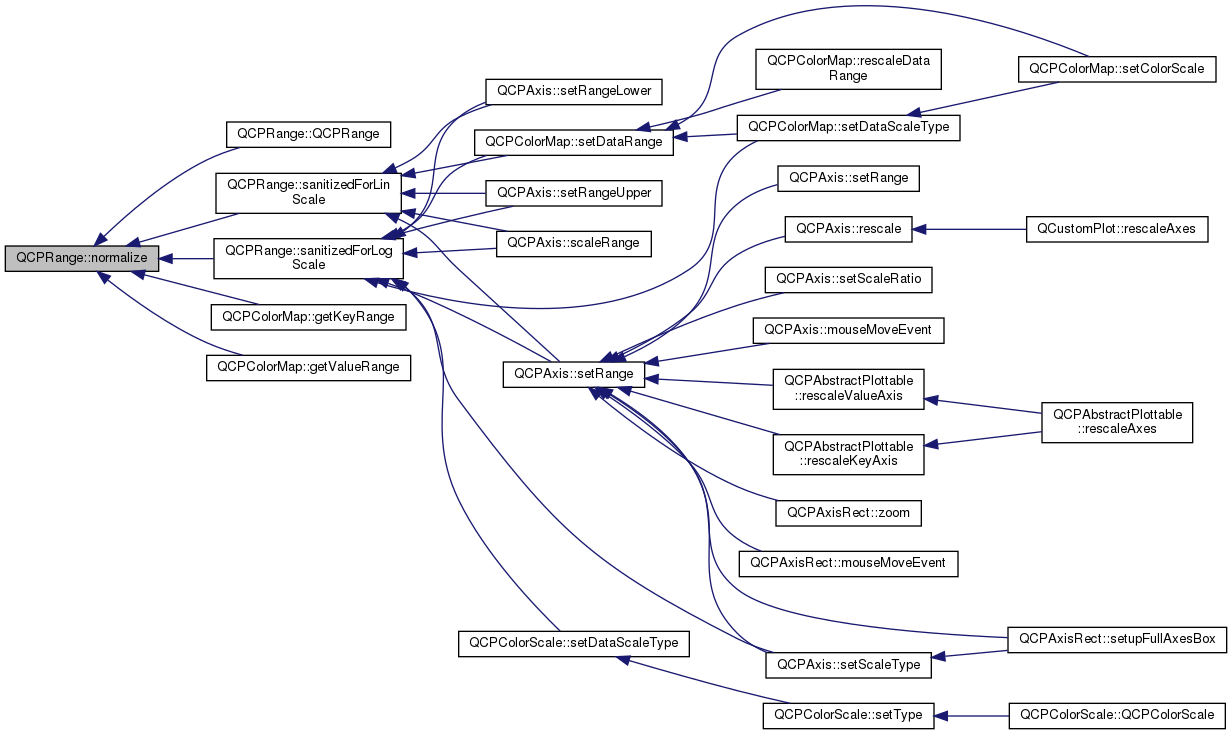 QCPRange::normalize
QCPRange::QCPRange
QCPRange::sanitizedForLin
Scale
QCPRange::sanitizedForLog
Scale
QCPColorMap::getKeyRange
QCPColorMap::getValueRange
QCPAxis::setRangeLower
QCPColorMap::setDataRange
QCPAxis::setRangeUpper
QCPAxis::scaleRange
QCPAxis::setRange
QCPColorScale::setDataScaleType
QCPColorMap::rescaleData
Range
QCPColorMap::setDataScaleType
QCPAxis::setRange
QCPAxis::rescale
QCPAxis::setScaleRatio
QCPAxis::mouseMoveEvent
QCPAbstractPlottable
::rescaleValueAxis
QCPAbstractPlottable
::rescaleKeyAxis
QCPAxisRect::zoom
QCPAxisRect::mouseMoveEvent
QCPAxis::setScaleType
QCPColorScale::setType
QCPColorMap::setColorScale
QCustomPlot::rescaleAxes
QCPAbstractPlottable
::rescaleAxes
QCPAxisRect::setupFullAxesBox
QCPColorScale::QCPColorScale